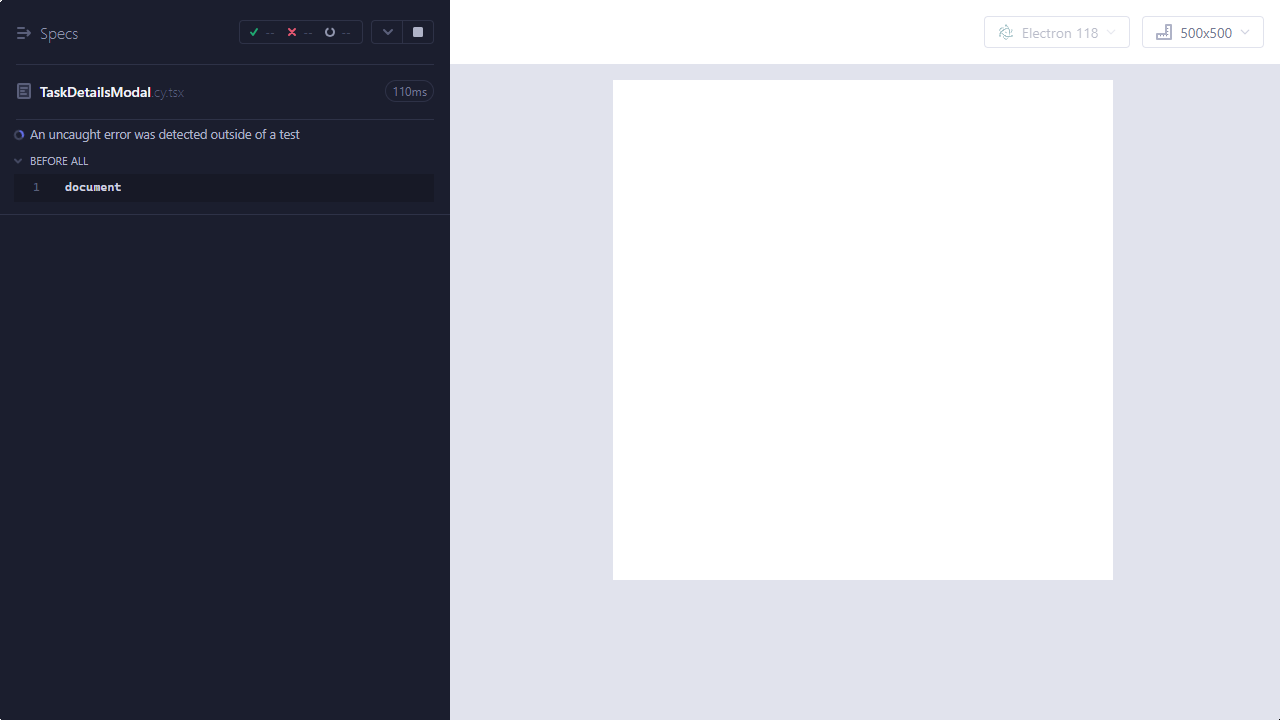 Specs
-- -- --
Electron 118
500x500
TaskDetailsModal.cy.tsx
110ms
An uncaught error was detected outside of a test
BEFORE ALL
1 document